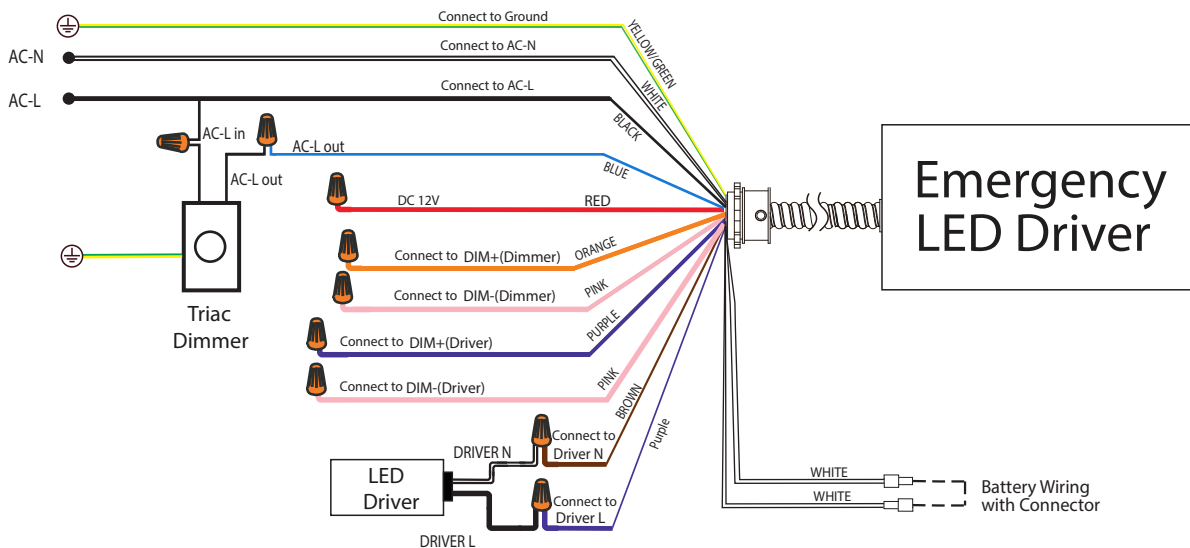 Connect to Ground
YELLOW/GREEN
AC-N
Connect to AC-N
WHITE
AC-L
Connect to AC-L
BLACK
AC-L in
AC-L out
AC-L out
BLUE
DC 12V
RED
Connect to DIM+(Dimmer)
ORANGE
Connect to DIM-(Dimmer)
PINK
Triac
Dimmer
Connect to DIM+(Driver)
PURPLE
Connect to DIM-(Driver)
PINK
BROWN
Purple
Connect to
Driver N
DRIVER N
LED
Driver
Connect to
Driver L
DRIVER L
Emergency
LED Driver
WHITE
WHITE
Battery Wiring
with Connector